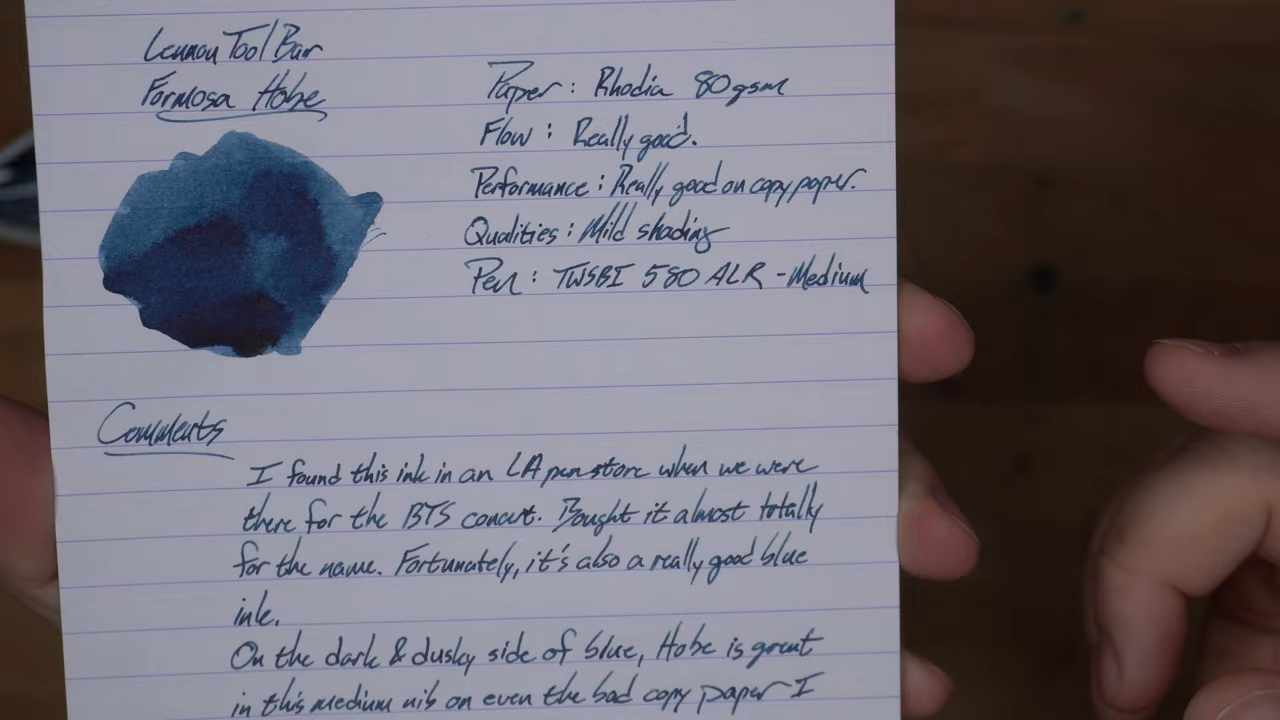 Lennon Tool Bar
Formosa Hobe
Paper: Rhodia 80gsm
Flow: Really good.
Performance: Really good on copy paper.
Qualities: Mild shading
Pen: TWSBI 580 ALR - Medium
Comments
I found this ink in an LA pen store when we were
there for the BTS concert. Bought it almost totally
for the name. Fortunately, it's also a really good blue
ink.
On the dark & dusky side of blue, Hobe is great
in this medium nib on even the bad copy paper I